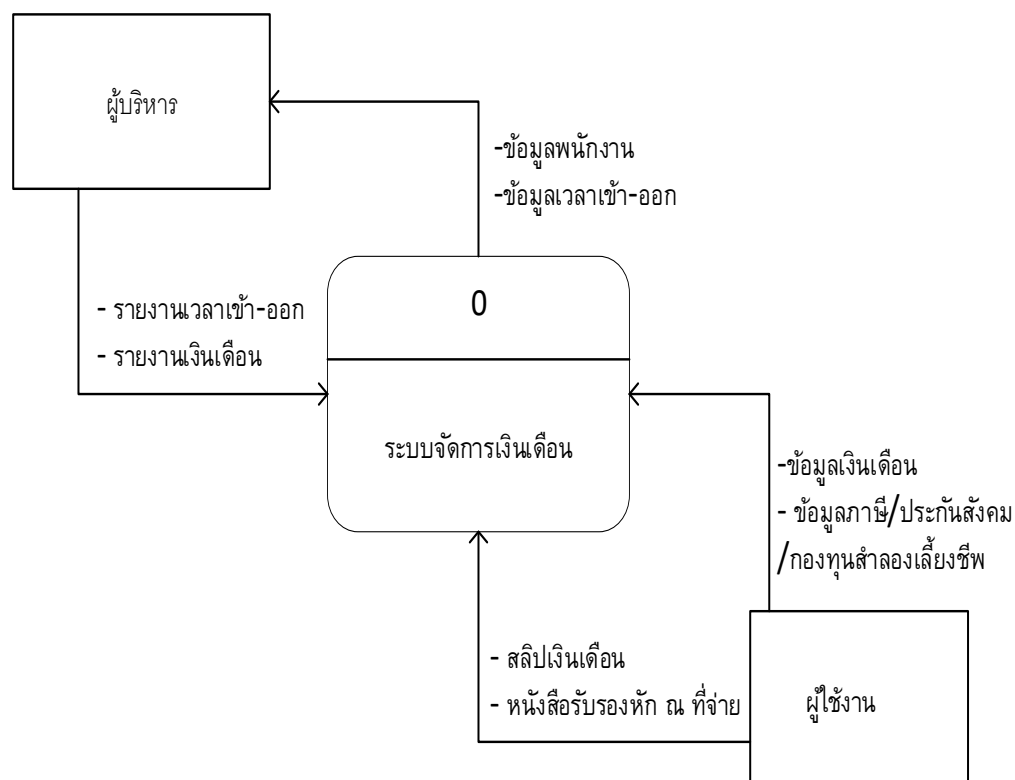 ผู้บริหาร
-ข้อมูลพนักงาน
-ข้อมูลเวลาเข้า-ออก
0
- รายงานเวลาเข้า-ออก
- รายงานเงินเดือน
ระบบจัดการเงินเดือน
-ข้อมูลเงินเดือน
- ข้อมูลภาษี/ประกันสังคม
/กองทุนสำลองเลี้ยงชีพ
- สลิปเงินเดือน
- หนังสือรับรองหัก ณ ที่จ่าย
ผู้ใช้งาน